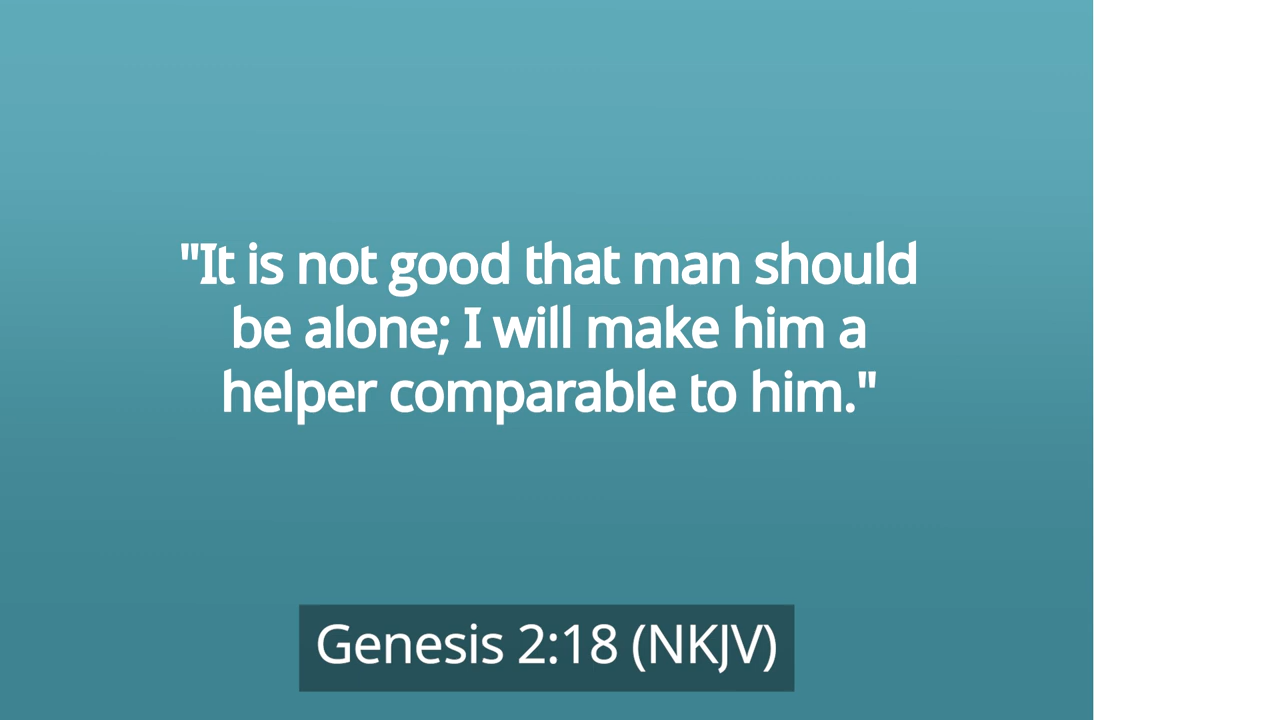 "It is not good that man should
be alone; I will make him a
helper comparable to him."
Genesis 2:18 (NKJV)